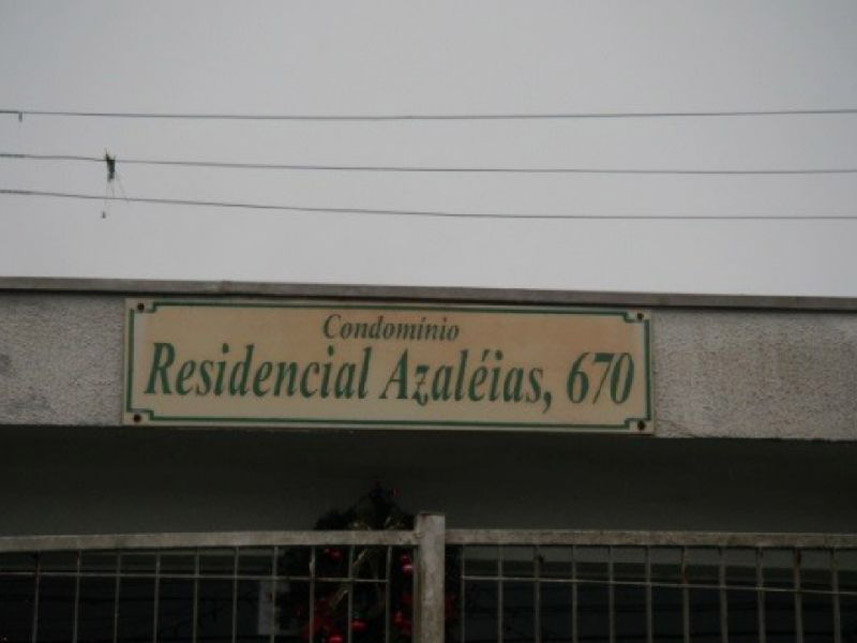 Condomínio
Residencial Azaléias, 670